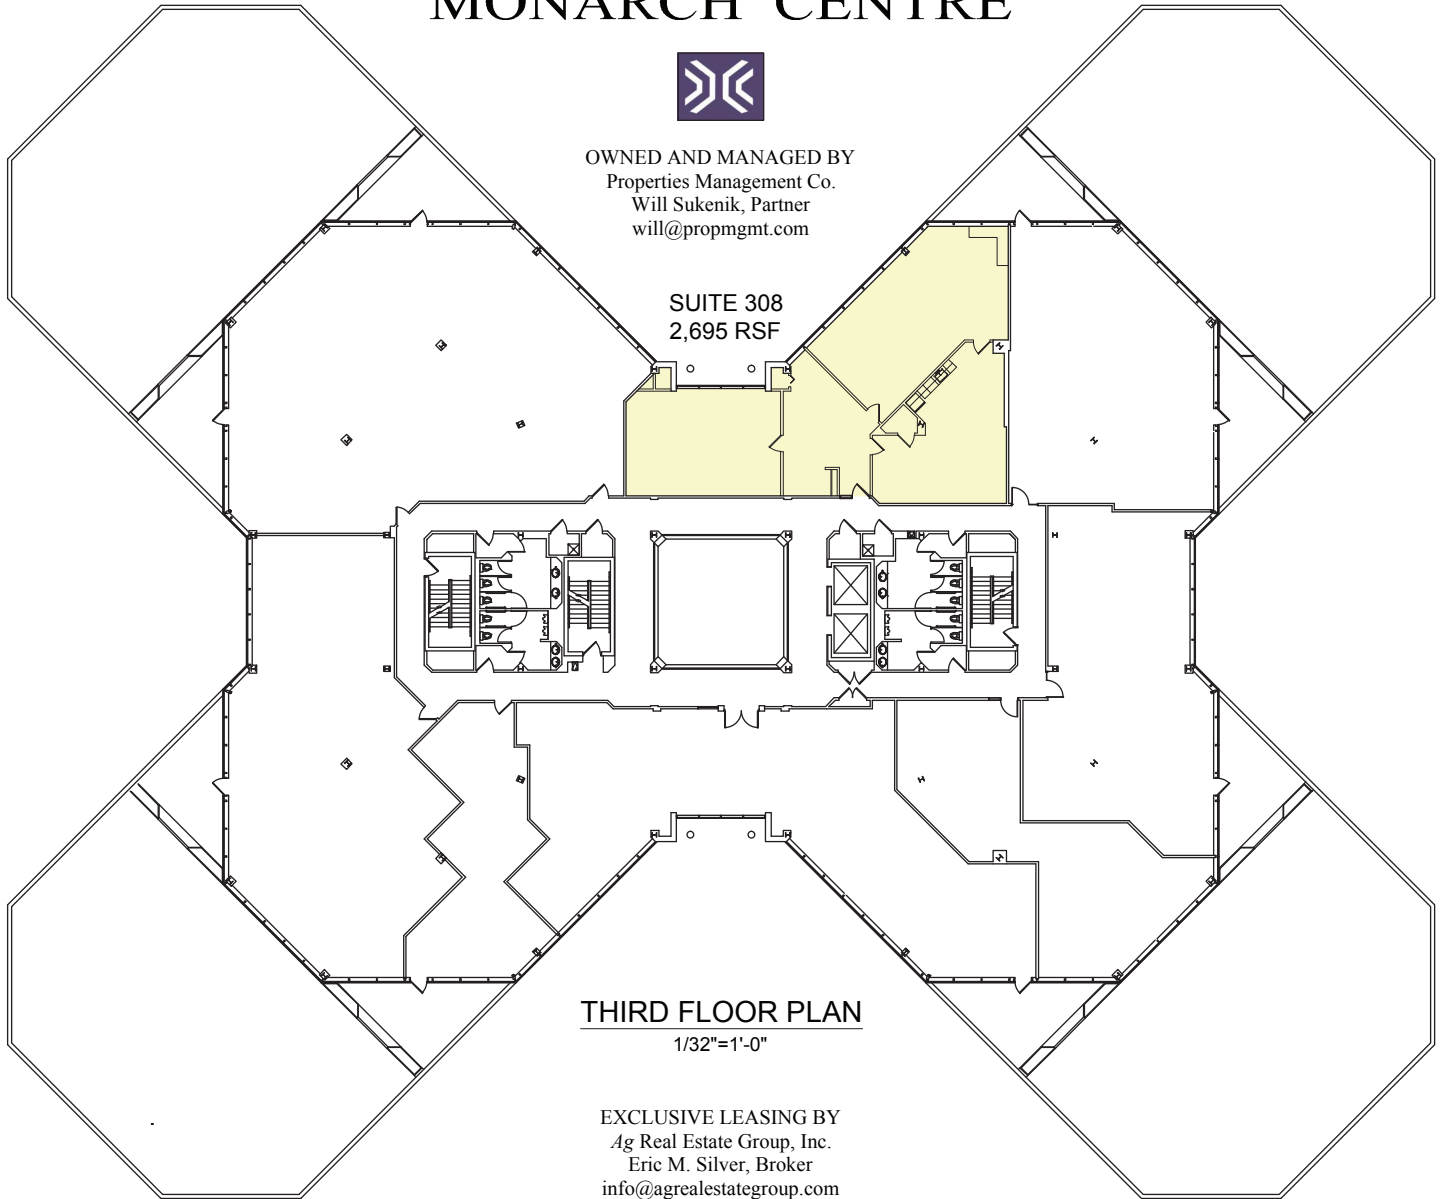 MONARCH CENTRE
OWNED AND MANAGED BY
Properties Management Co.
Will Sukenik, Partner
will@propmgmt.com
SUITE 308
2,695 RSF
THIRD FLOOR PLAN
1/32"=1'-0"
EXCLUSIVE LEASING BY
Ag Real Estate Group, Inc.
Eric M. Silver, Broker
info@agrealestategroup.com